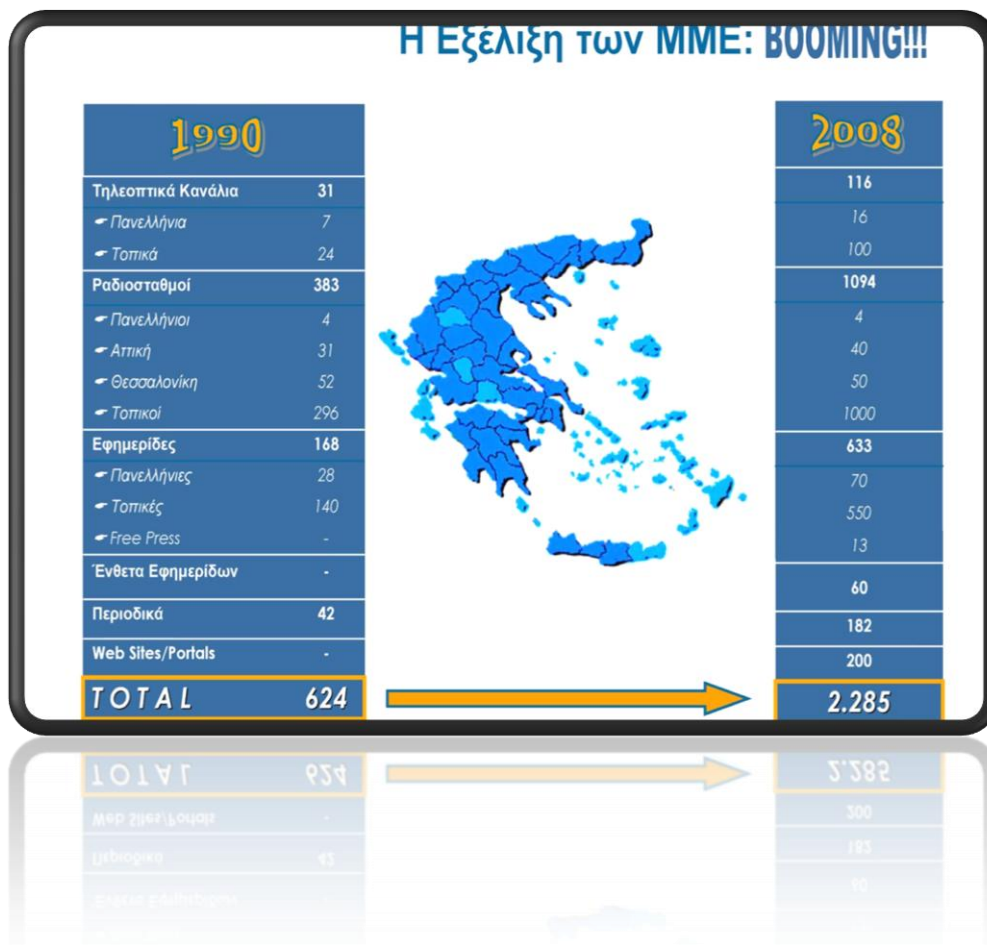 Η Εξέλιξη των ΜΜΕ: BOOMING!!!
1990
Τηλεοπτικά Κανάλια 31
Πανελλήνια 7
Τοπικά 24
Ραδιοσταθμοί 383
Πανελλήνιοι 4
Αττική 31
Θεσσαλονίκη 52
Τοπικοί 296
Εφημερίδες 168
Πανελλήνιες 28
Τοπικές 140
Free Press -
Ένθετα Εφημερίδων -
Περιοδικά 42
Web Sites/Portals -
TOTAL 624
2008
116
16
100
1094
4
40
50
1000
633
70
550
13
60
182
200
2.285